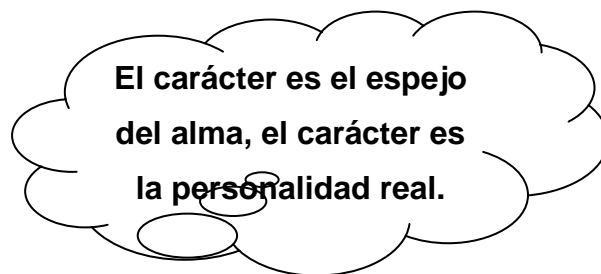 El carácter es el espejo
del alma, el carácter es
la personalidad real.